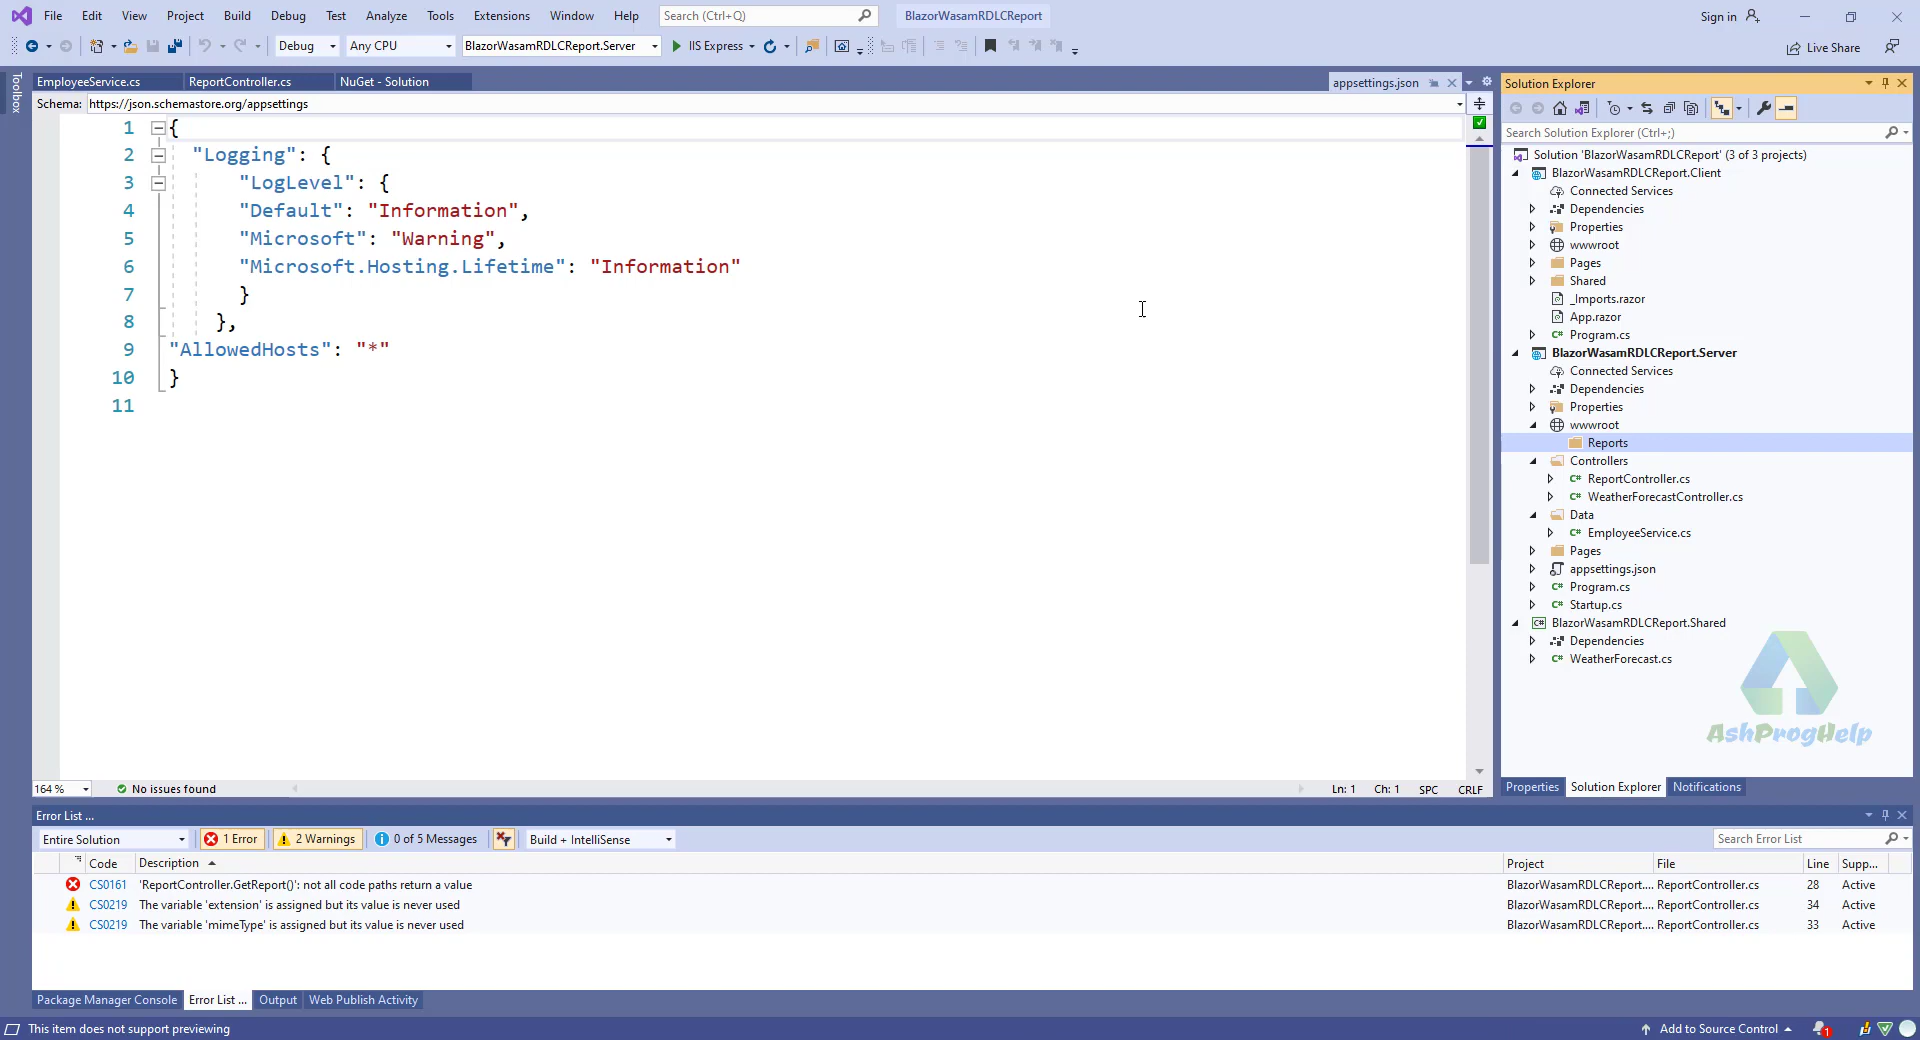 File Edit View Project Build Debug Test Analyze Tools Extensions Window Help Search (Ctrl+Q) BlazorWasamRDLCReport Sign in
Debug Any CPU BlazorWasamRDLCReport.Server IIS Express Live Share
Toolbox
EmployeeService.cs ReportController.cs NuGet - Solution appsettings.json
Schema: https://json.schemastore.org/appsettings
1 {
2 "Logging": {
3 "LogLevel": {
4 "Default": "Information",
5 "Microsoft": "Warning",
6 "Microsoft.Hosting.Lifetime": "Information"
7 }
8 },
9 "AllowedHosts": "*"
10 }
11
164 % No issues found Ln: 1 Ch: 1 SPC CRLF
Solution Explorer
Search Solution Explorer (Ctrl+;)
Solution 'BlazorWasamRDLCReport' (3 of 3 projects)
BlazorWasamRDLCReport.Client
Connected Services
Dependencies
Properties
wwwroot
Pages
Shared
_Imports.razor
App.razor
C# Program.cs
BlazorWasamRDLCReport.Server
Connected Services
Dependencies
Properties
wwwroot
Reports
Controllers
C# ReportController.cs
C# WeatherForecastController.cs
Data
C# EmployeeService.cs
Pages
appsettings.json
C# Program.cs
C# Startup.cs
C# BlazorWasamRDLCReport.Shared
Dependencies
C# WeatherForecast.cs
AshProgHelp
Properties Solution Explorer Notifications
Error List ...
Entire Solution 1 Error 2 Warnings 0 of 5 Messages Build + IntelliSense Search Error List
Code Description Project File Line Supp...
CS0161 'ReportController.GetReport()': not all code paths return a value BlazorWasamRDLCReport.... ReportController.cs 28 Active
CS0219 The variable 'extension' is assigned but its value is never used BlazorWasamRDLCReport.... ReportController.cs 34 Active
CS0219 The variable 'mimeType' is assigned but its value is never used BlazorWasamRDLCReport.... ReportController.cs 33 Active
Package Manager Console Error List ... Output Web Publish Activity
This item does not support previewing Add to Source Control 1